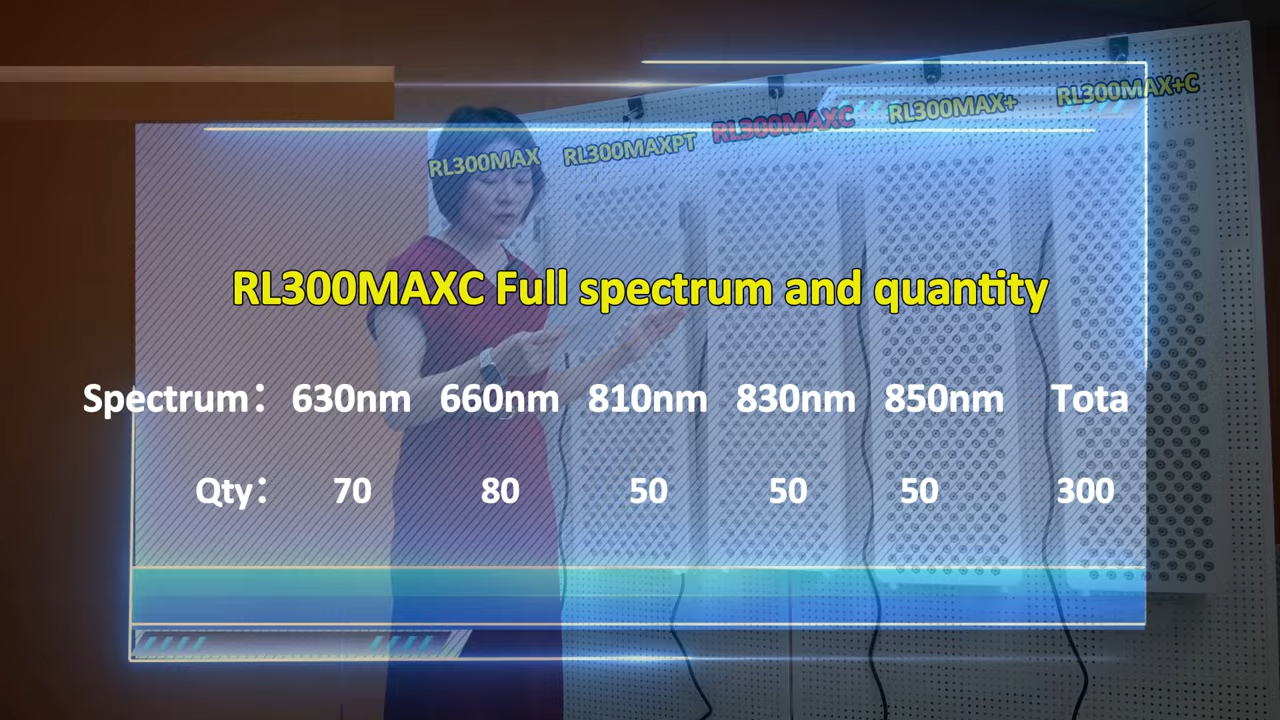 RL300MAX RL300MAXPT RL300MAXC RL300MAX+ RL300MAX+C
RL300MAXC Full spectrum and quantity
Spectrum: 630nm 660nm 810nm 830nm 850nm Tota
Qty: 70 80 50 50 50 300